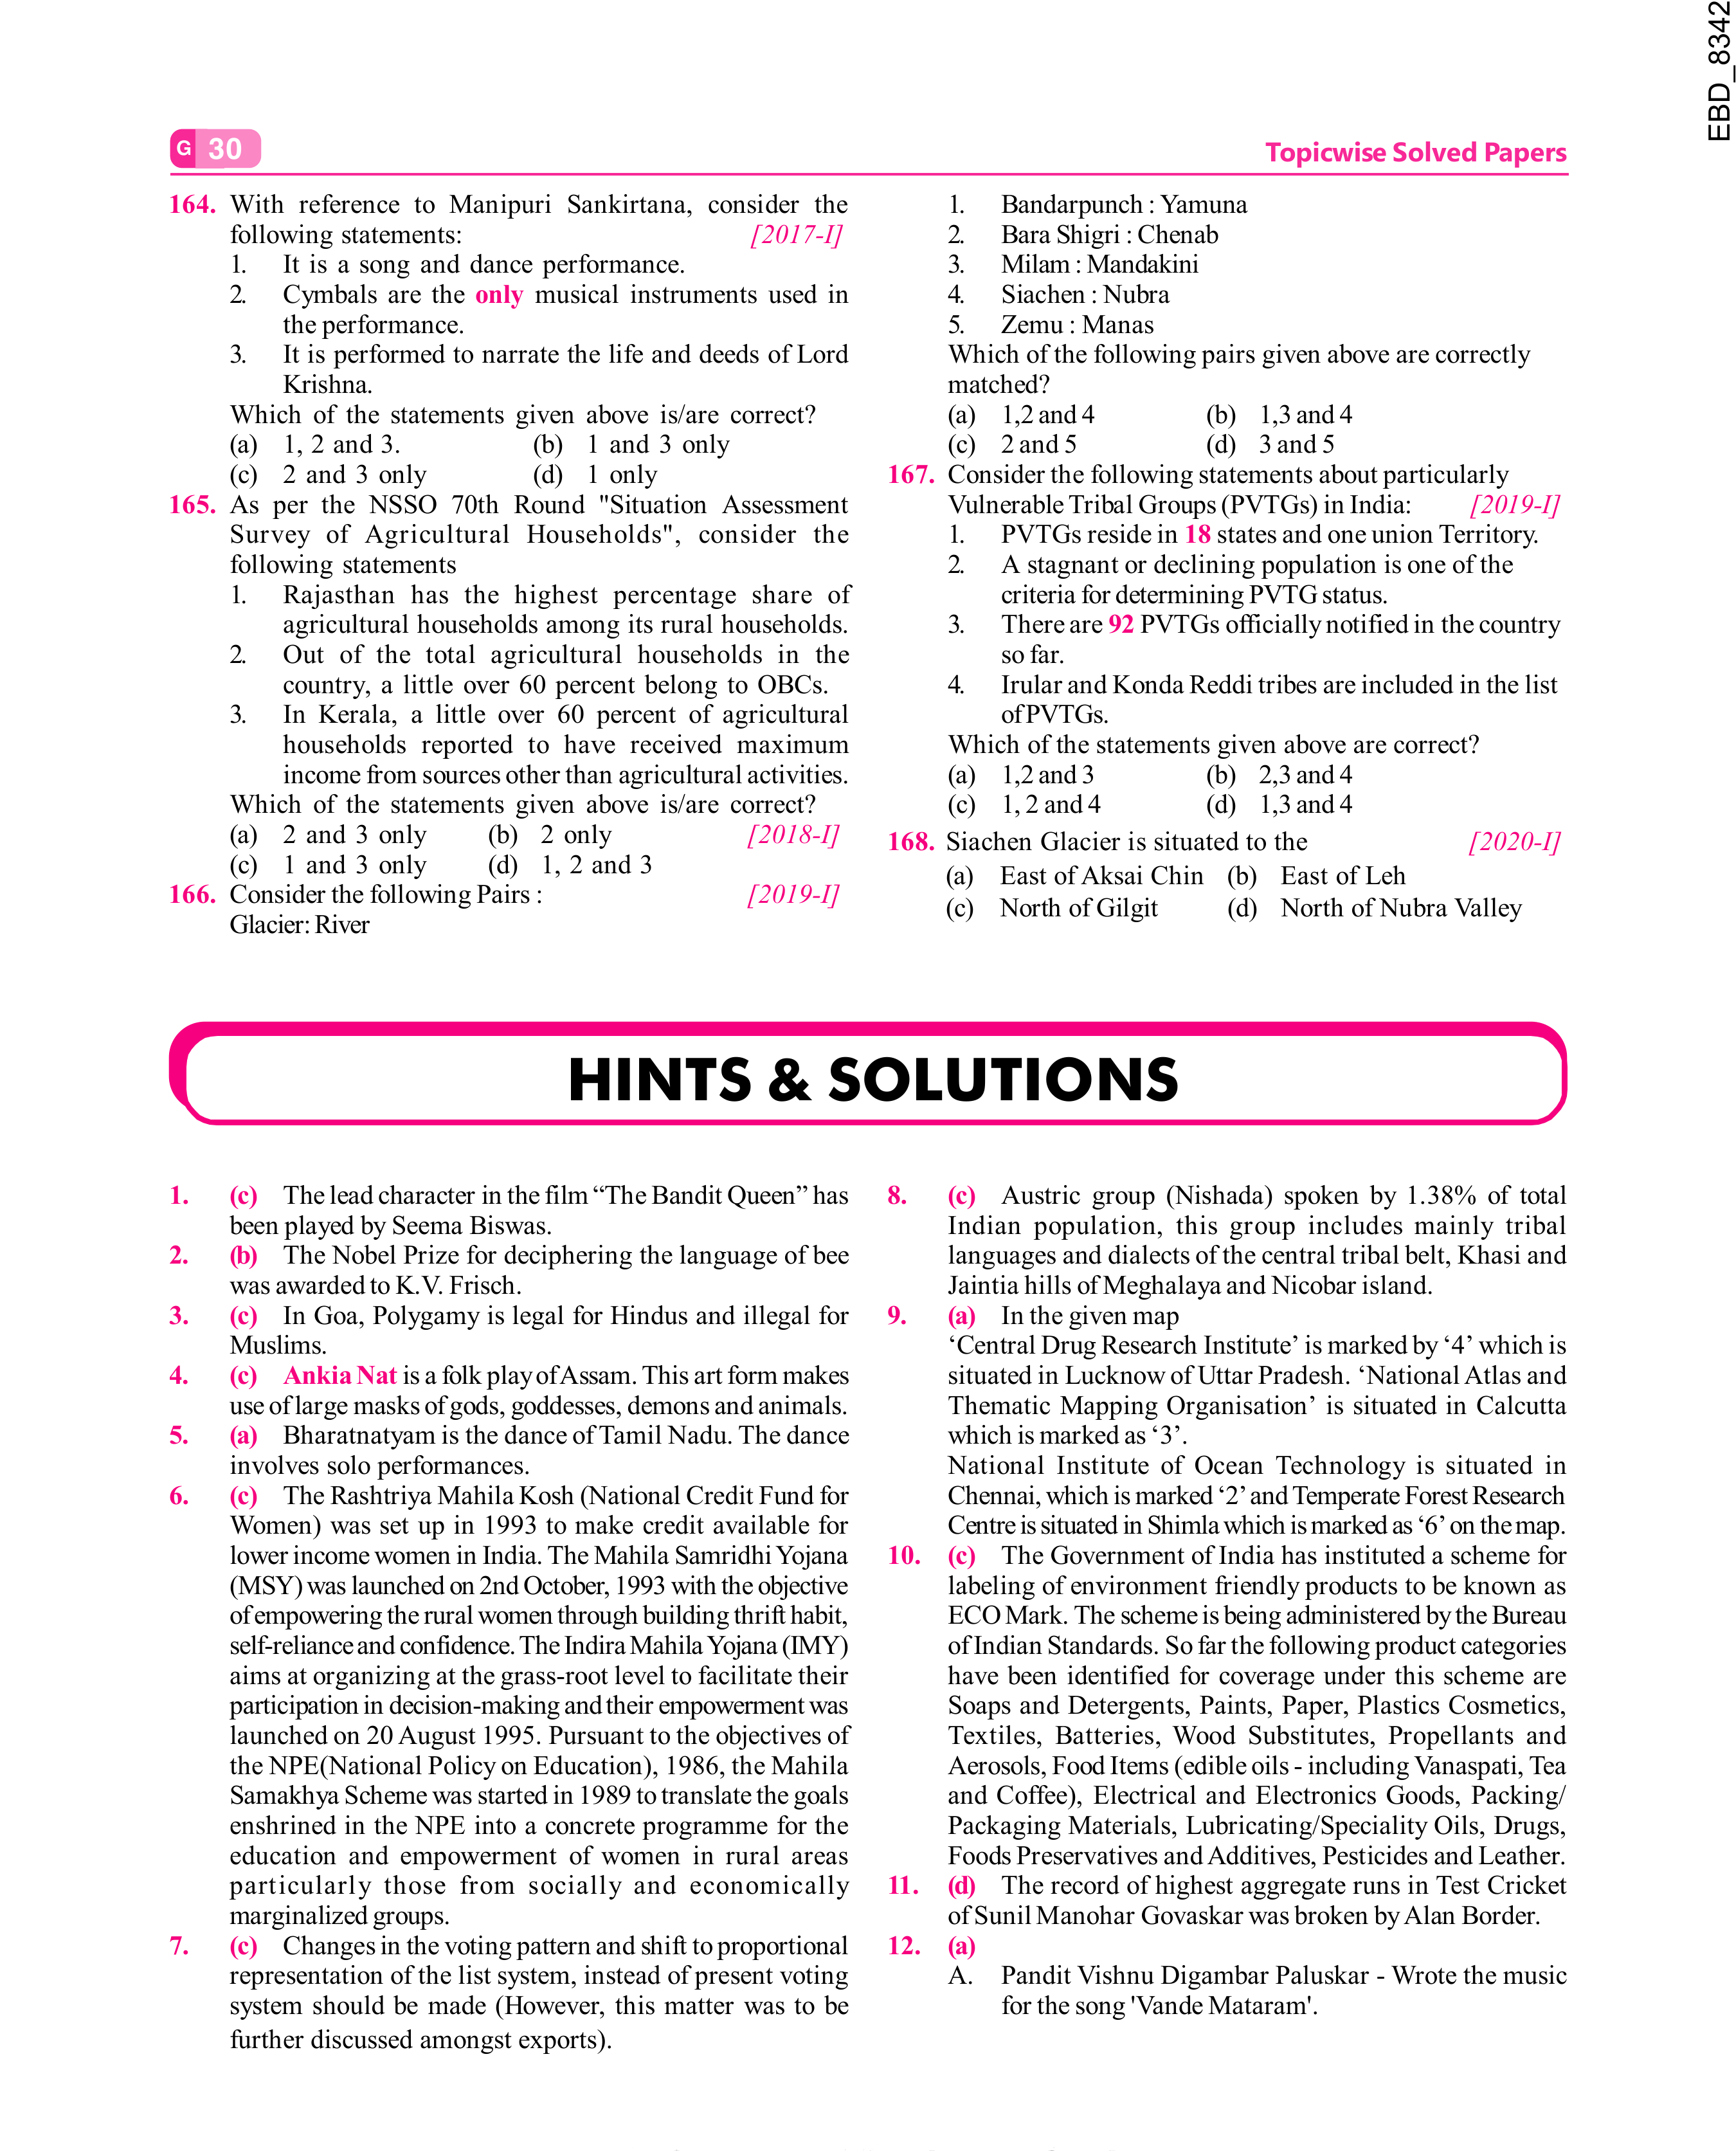 EBD_8342
G 30
Topicwise Solved Papers
164. With reference to Manipuri Sankirtana, consider the
following statements: [2017-I]
1. It is a song and dance performance.
2. Cymbals are the only musical instruments used in
the performance.
3. It is performed to narrate the life and deeds of Lord
Krishna.
Which of the statements given above is/are correct?
(a) 1, 2 and 3. (b) 1 and 3 only
(c) 2 and 3 only (d) 1 only
165. As per the NSSO 70th Round "Situation Assessment
Survey of Agricultural Households", consider the
following statements
1. Rajasthan has the highest percentage share of
agricultural households among its rural households.
2. Out of the total agricultural households in the
country, a little over 60 percent belong to OBCs.
3. In Kerala, a little over 60 percent of agricultural
households reported to have received maximum
income from sources other than agricultural activities.
Which of the statements given above is/are correct?
(a) 2 and 3 only (b) 2 only [2018-I]
(c) 1 and 3 only (d) 1, 2 and 3
166. Consider the following Pairs : [2019-I]
Glacier: River
1. Bandarpunch : Yamuna
2. Bara Shigri : Chenab
3. Milam : Mandakini
4. Siachen : Nubra
5. Zemu : Manas
Which of the following pairs given above are correctly
matched?
(a) 1,2 and 4 (b) 1,3 and 4
(c) 2 and 5 (d) 3 and 5
167. Consider the following statements about particularly
Vulnerable Tribal Groups (PVTGs) in India: [2019-I]
1. PVTGs reside in 18 states and one union Territory.
2. A stagnant or declining population is one of the
criteria for determining PVTG status.
3. There are 92 PVTGs officially notified in the country
so far.
4. Irular and Konda Reddi tribes are included in the list
of PVTGs.
Which of the statements given above are correct?
(a) 1,2 and 3 (b) 2,3 and 4
(c) 1, 2 and 4 (d) 1,3 and 4
168. Siachen Glacier is situated to the [2020-I]
(a) East of Aksai Chin (b) East of Leh
(c) North of Gilgit (d) North of Nubra Valley
HINTS & SOLUTIONS
1. (c) The lead character in the film “The Bandit Queen” has
been played by Seema Biswas.
2. (b) The Nobel Prize for deciphering the language of bee
was awarded to K.V. Frisch.
3. (c) In Goa, Polygamy is legal for Hindus and illegal for
Muslims.
4. (c) Ankia Nat is a folk play of Assam. This art form makes
use of large masks of gods, goddesses, demons and animals.
5. (a) Bharatnatyam is the dance of Tamil Nadu. The dance
involves solo performances.
6. (c) The Rashtriya Mahila Kosh (National Credit Fund for
Women) was set up in 1993 to make credit available for
lower income women in India. The Mahila Samridhi Yojana
(MSY) was launched on 2nd October, 1993 with the objective
of empowering the rural women through building thrift habit,
self-reliance and confidence. The Indira Mahila Yojana (IMY)
aims at organizing at the grass-root level to facilitate their
participation in decision-making and their empowerment was
launched on 20 August 1995. Pursuant to the objectives of
the NPE(National Policy on Education), 1986, the Mahila
Samakhya Scheme was started in 1989 to translate the goals
enshrined in the NPE into a concrete programme for the
education and empowerment of women in rural areas
particularly those from socially and economically
marginalized groups.
7. (c) Changes in the voting pattern and shift to proportional
representation of the list system, instead of present voting
system should be made (However, this matter was to be
further discussed amongst exports).
8. (c) Austric group (Nishada) spoken by 1.38% of total
Indian population, this group includes mainly tribal
languages and dialects of the central tribal belt, Khasi and
Jaintia hills of Meghalaya and Nicobar island.
9. (a) In the given map
‘Central Drug Research Institute’ is marked by ‘4’ which is
situated in Lucknow of Uttar Pradesh. ‘National Atlas and
Thematic Mapping Organisation’ is situated in Calcutta
which is marked as ‘3’.
National Institute of Ocean Technology is situated in
Chennai, which is marked ‘2’ and Temperate Forest Research
Centre is situated in Shimla which is marked as ‘6’ on the map.
10. (c) The Government of India has instituted a scheme for
labeling of environment friendly products to be known as
ECO Mark. The scheme is being administered by the Bureau
of Indian Standards. So far the following product categories
have been identified for coverage under this scheme are
Soaps and Detergents, Paints, Paper, Plastics Cosmetics,
Textiles, Batteries, Wood Substitutes, Propellants and
Aerosols, Food Items (edible oils - including Vanaspati, Tea
and Coffee), Electrical and Electronics Goods, Packing/
Packaging Materials, Lubricating/Speciality Oils, Drugs,
Foods Preservatives and Additives, Pesticides and Leather.
11. (d) The record of highest aggregate runs in Test Cricket
of Sunil Manohar Govaskar was broken by Alan Border.
12. (a)
A. Pandit Vishnu Digambar Paluskar - Wrote the music
for the song 'Vande Mataram'.